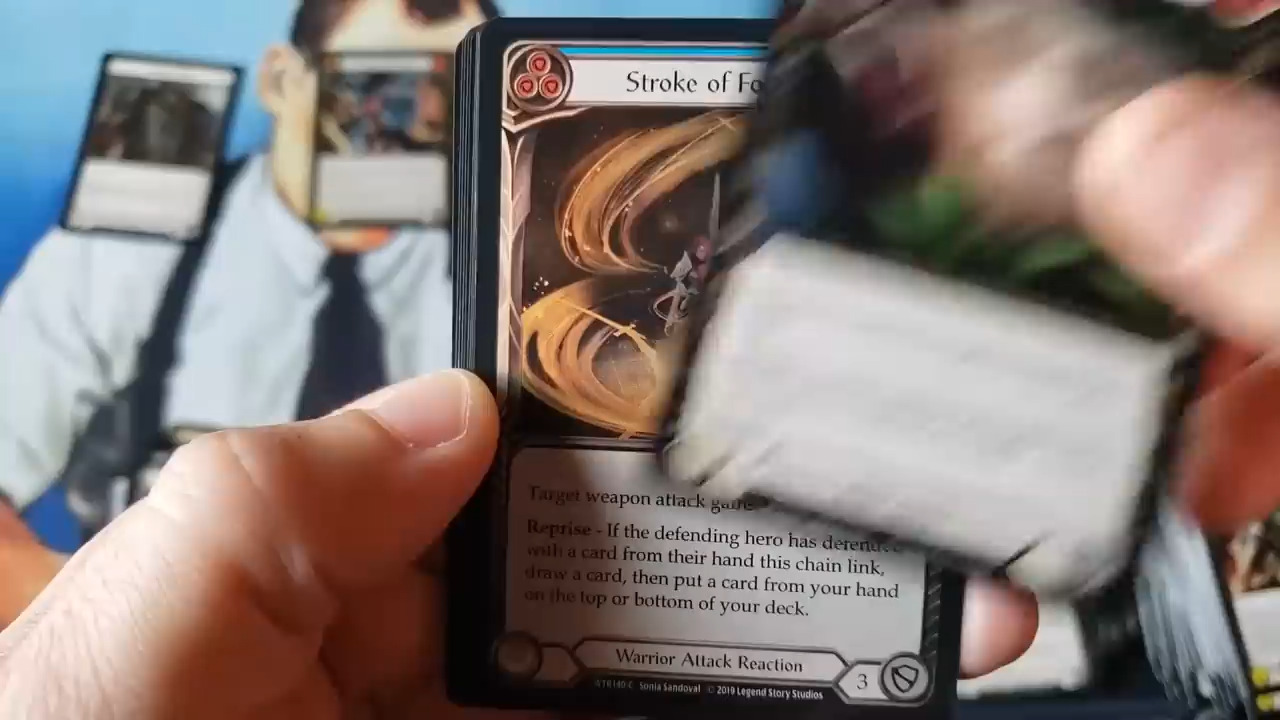 Stroke of Fo
Target weapon attack
Reprise - If the defending hero has
with a card from their hand this chain link,
draw a card, then put a card from your hand
on the top or bottom of your deck.
Warrior Attack Reaction
3
Sonia Sandoval © 2019 Legend Story Studios